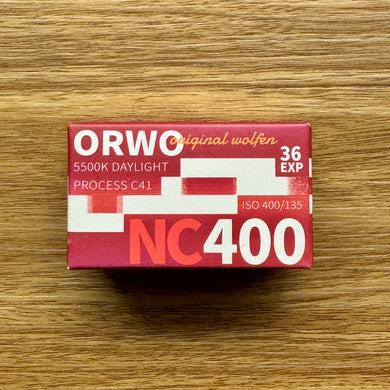 ORWO original wolfen
36
EXP
5500K DAYLIGHT
PROCESS C41
ISO 400/135
NC400